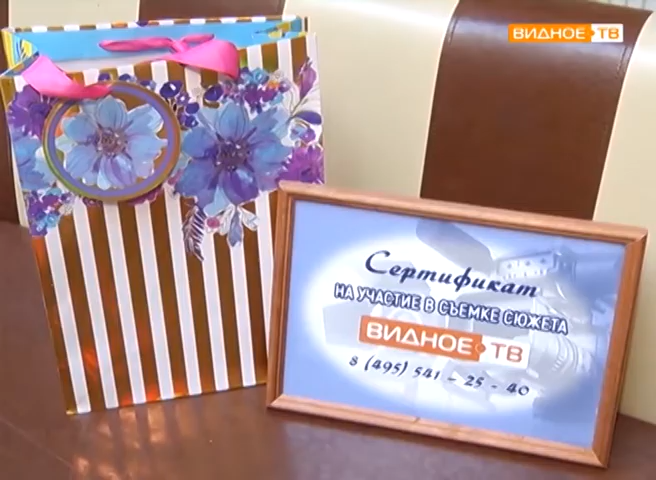 ВИДНОЕ ТВ
Сертификат
НА УЧАСТИЕ В СЪЕМКЕ СЮЖЕТА
ВИДНОЕ ТВ
8 (495) 541 - 25 - 40